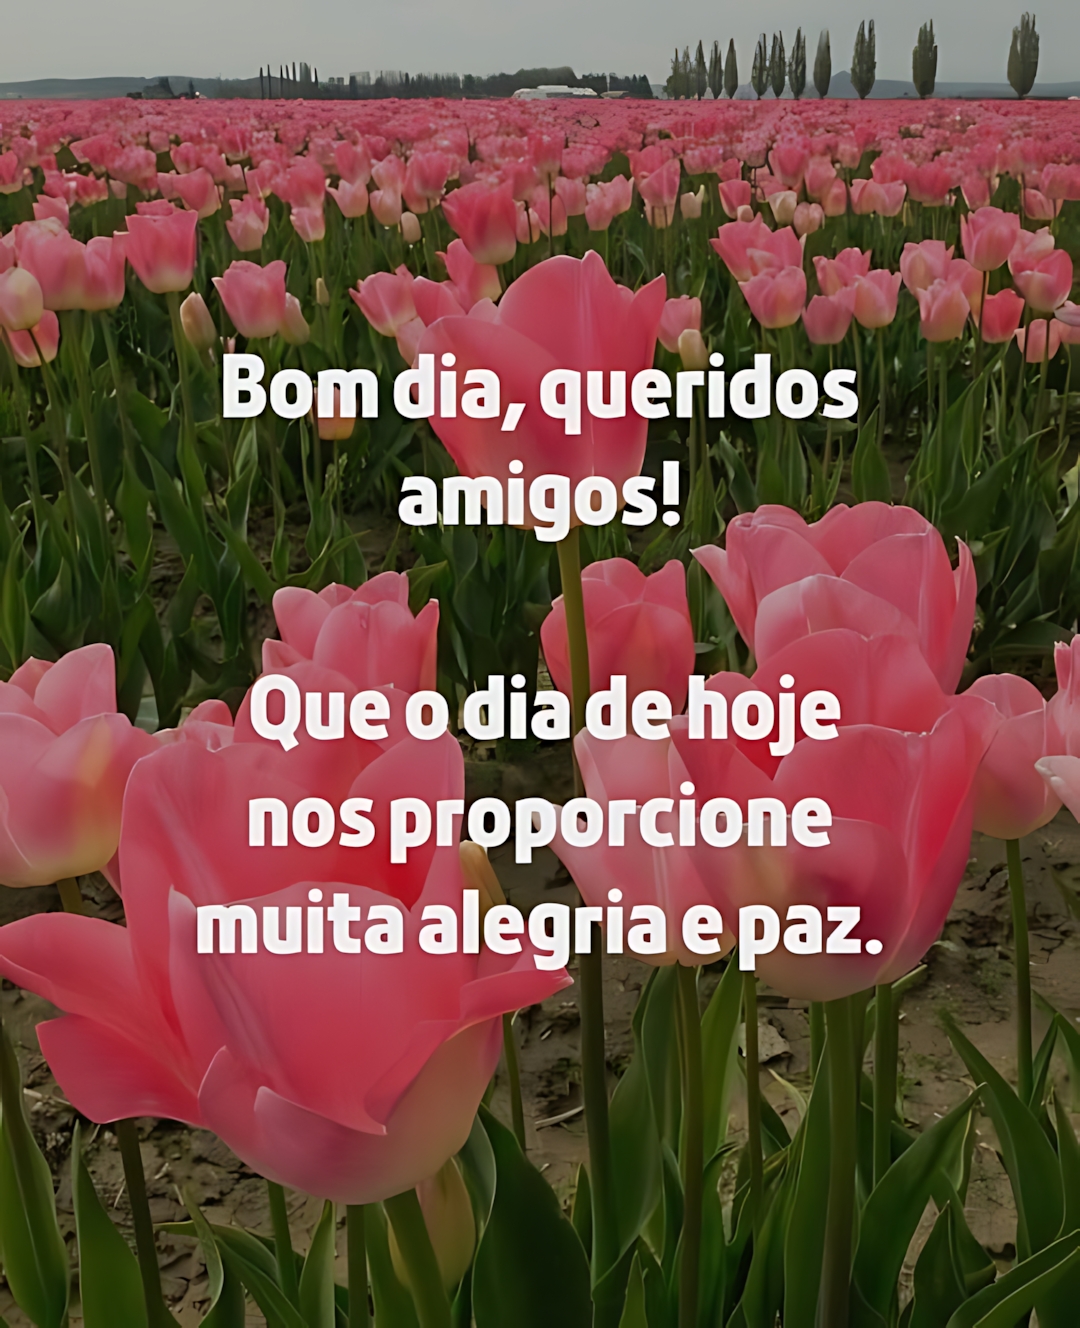 Bom dia, queridos
amigos!
Que o dia de hoje
nos proporcione
muita alegria e paz.